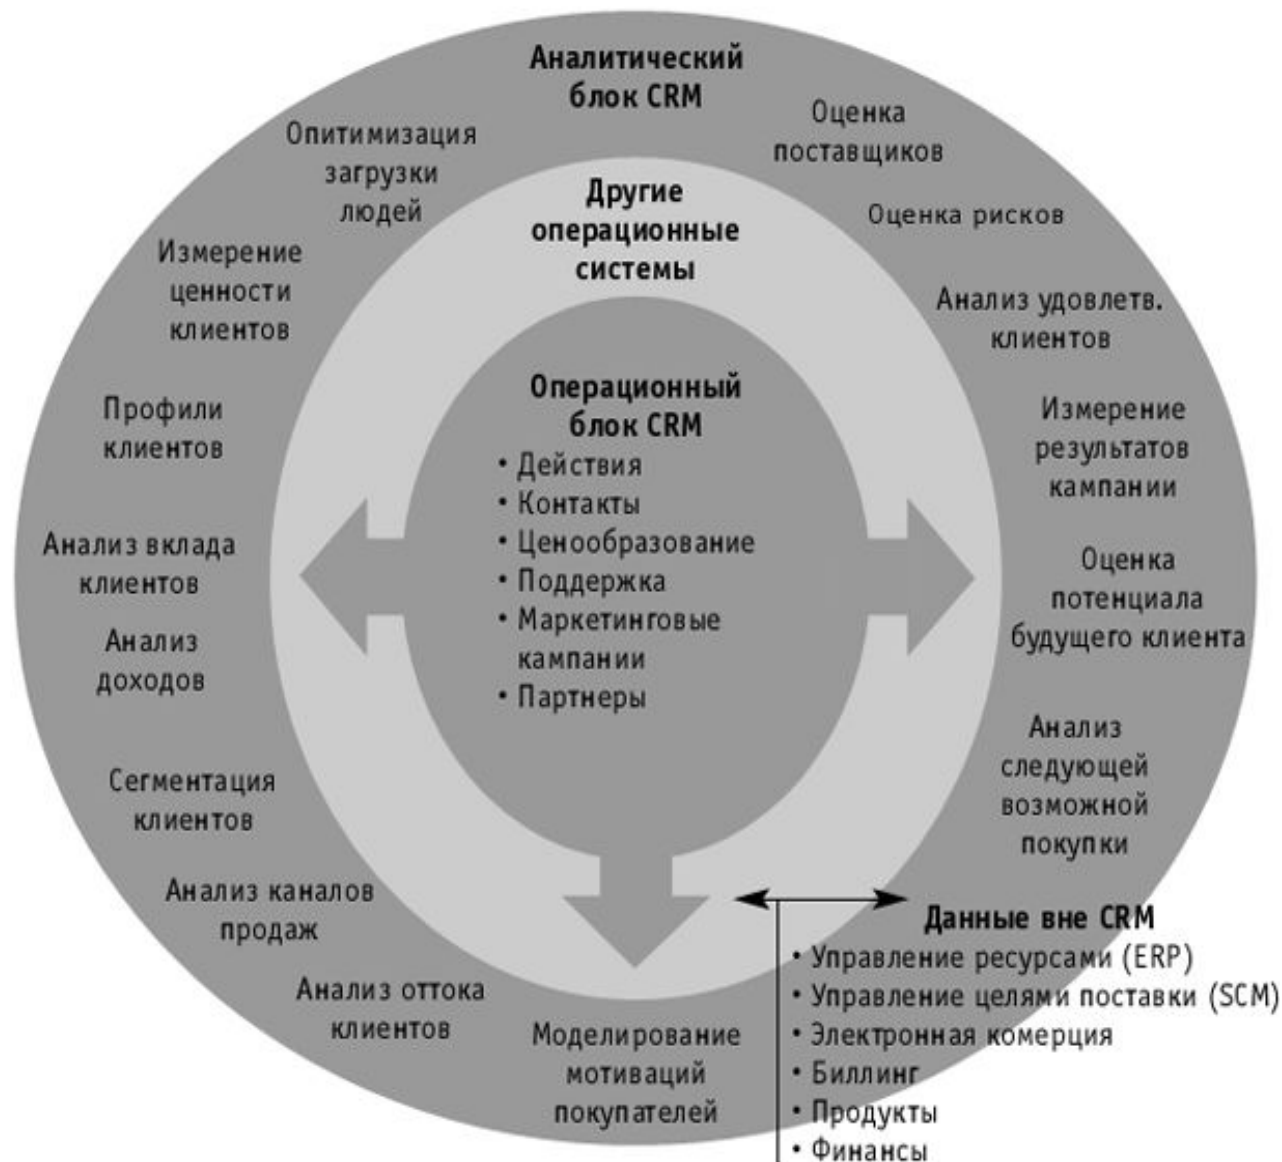 Аналитический
блок CRM
Опитимизация
загрузки
людей
Измерение
ценности
клиентов
Профили
клиентов
Анализ вклада
клиентов
Анализ
доходов
Сегментация
клиентов
Анализ каналов
продаж
Анализ оттока
клиентов
Моделирование
мотиваций
покупателей
Оценка
поставщиков
Оценка рисков
Анализ удовлетв.
клиентов
Измерение
результатов
кампании
Оценка
потенциала
будущего клиента
Анализ
следующей
возможной
покупки
Другие
операционные
системы
Операционный
блок CRM
• Действия
• Контакты
• Ценообразование
• Поддержка
• Маркетинговые
кампании
• Партнеры
Данные вне CRM
• Управление ресурсами (ERP)
• Управление целями поставки (SCM)
• Электронная комерция
• Биллинг
• Продукты
• Финансы